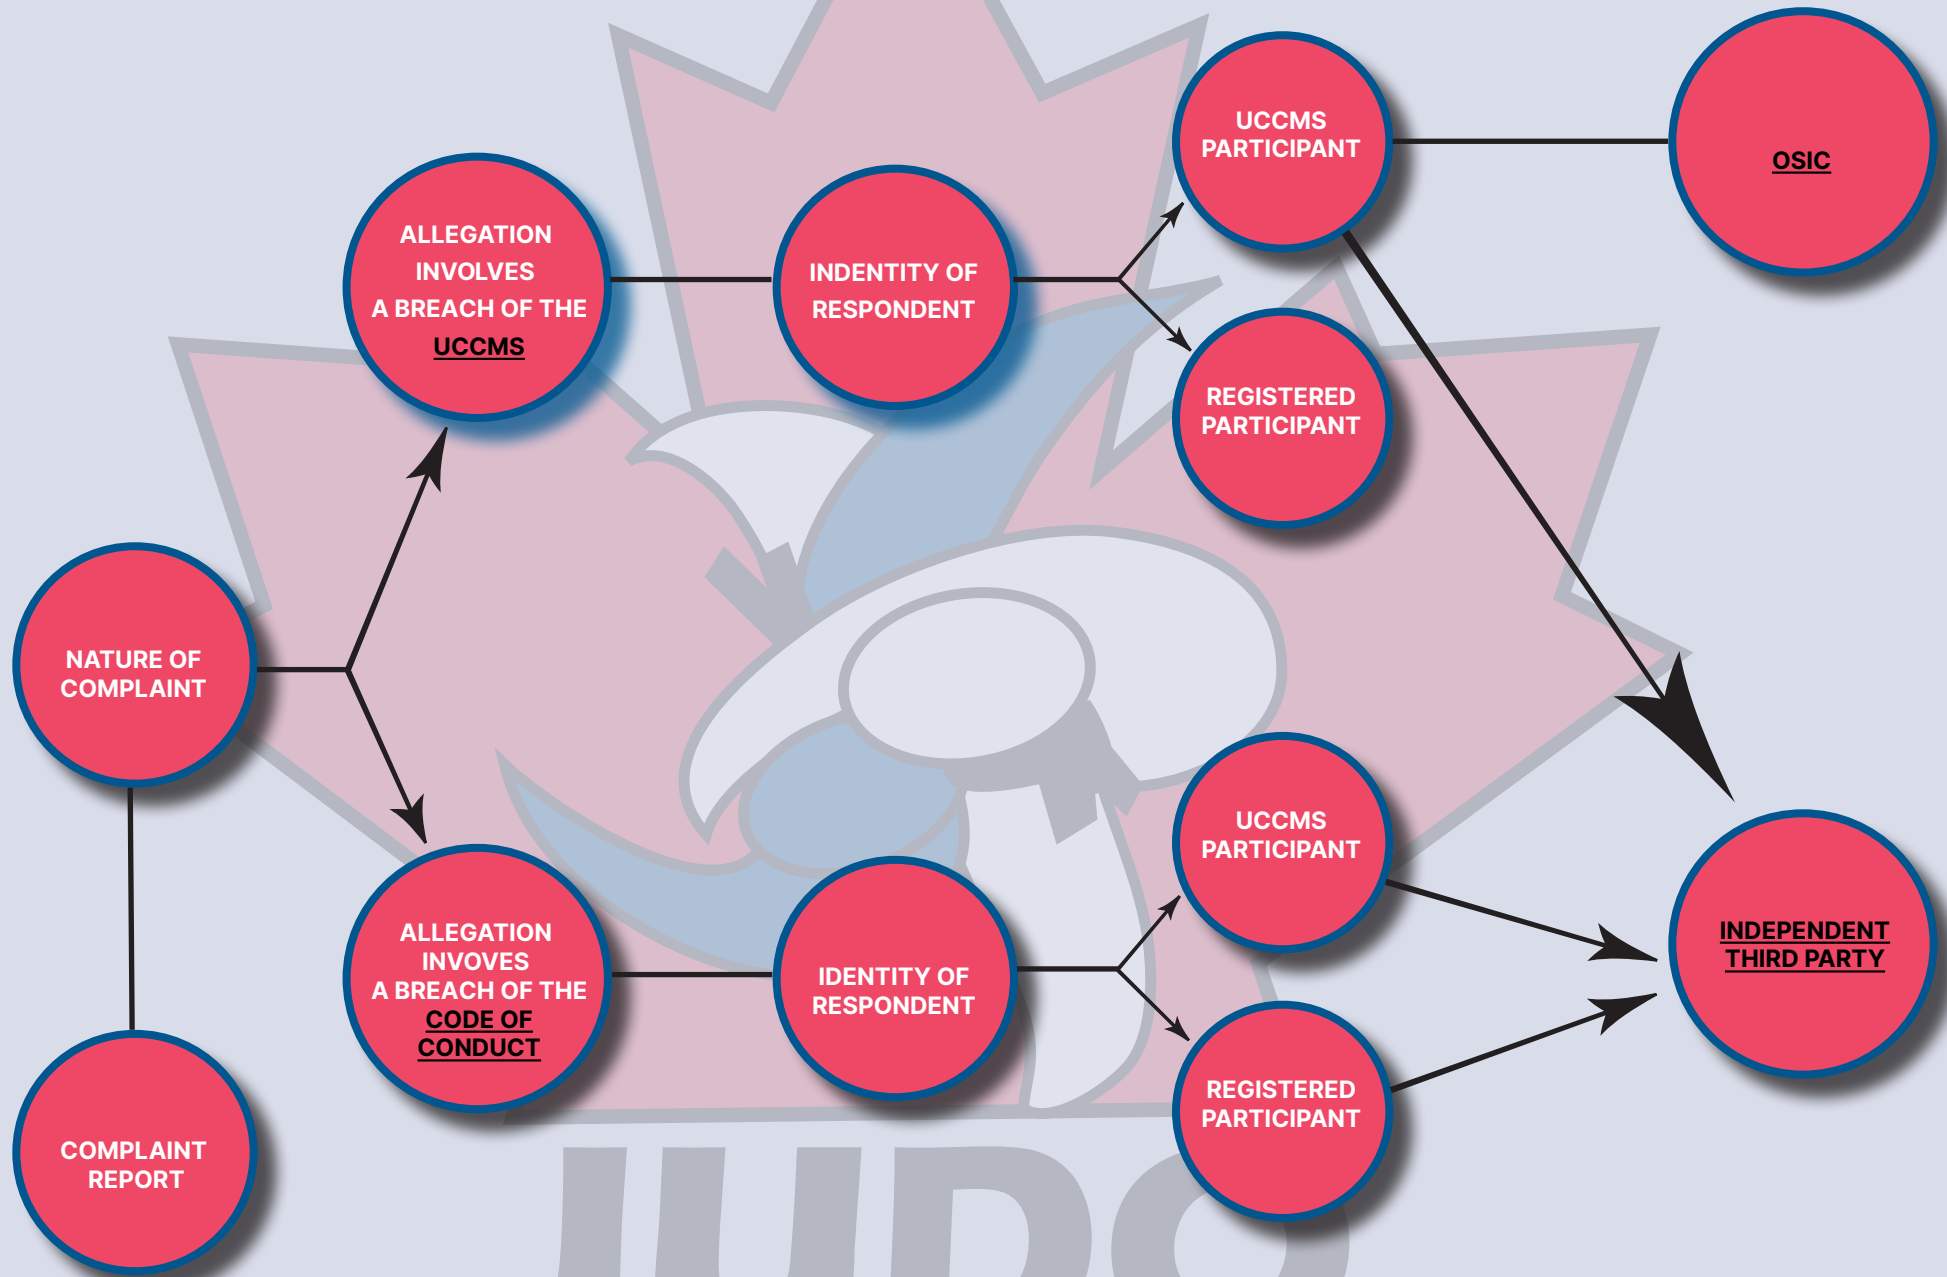 UCCMS
PARTICIPANT
OSIC
ALLEGATION
INVOLVES
A BREACH OF THE
UCCMS
INDENTITY OF
RESPONDENT
REGISTERED
PARTICIPANT
NATURE OF
COMPLAINT
UCCMS
PARTICIPANT
ALLEGATION
INVOVES
A BREACH OF THE
CODE OF
CONDUCT
IDENTITY OF
RESPONDENT
INDEPENDENT
THIRD PARTY
REGISTERED
PARTICIPANT
COMPLAINT
REPORT
JUDO